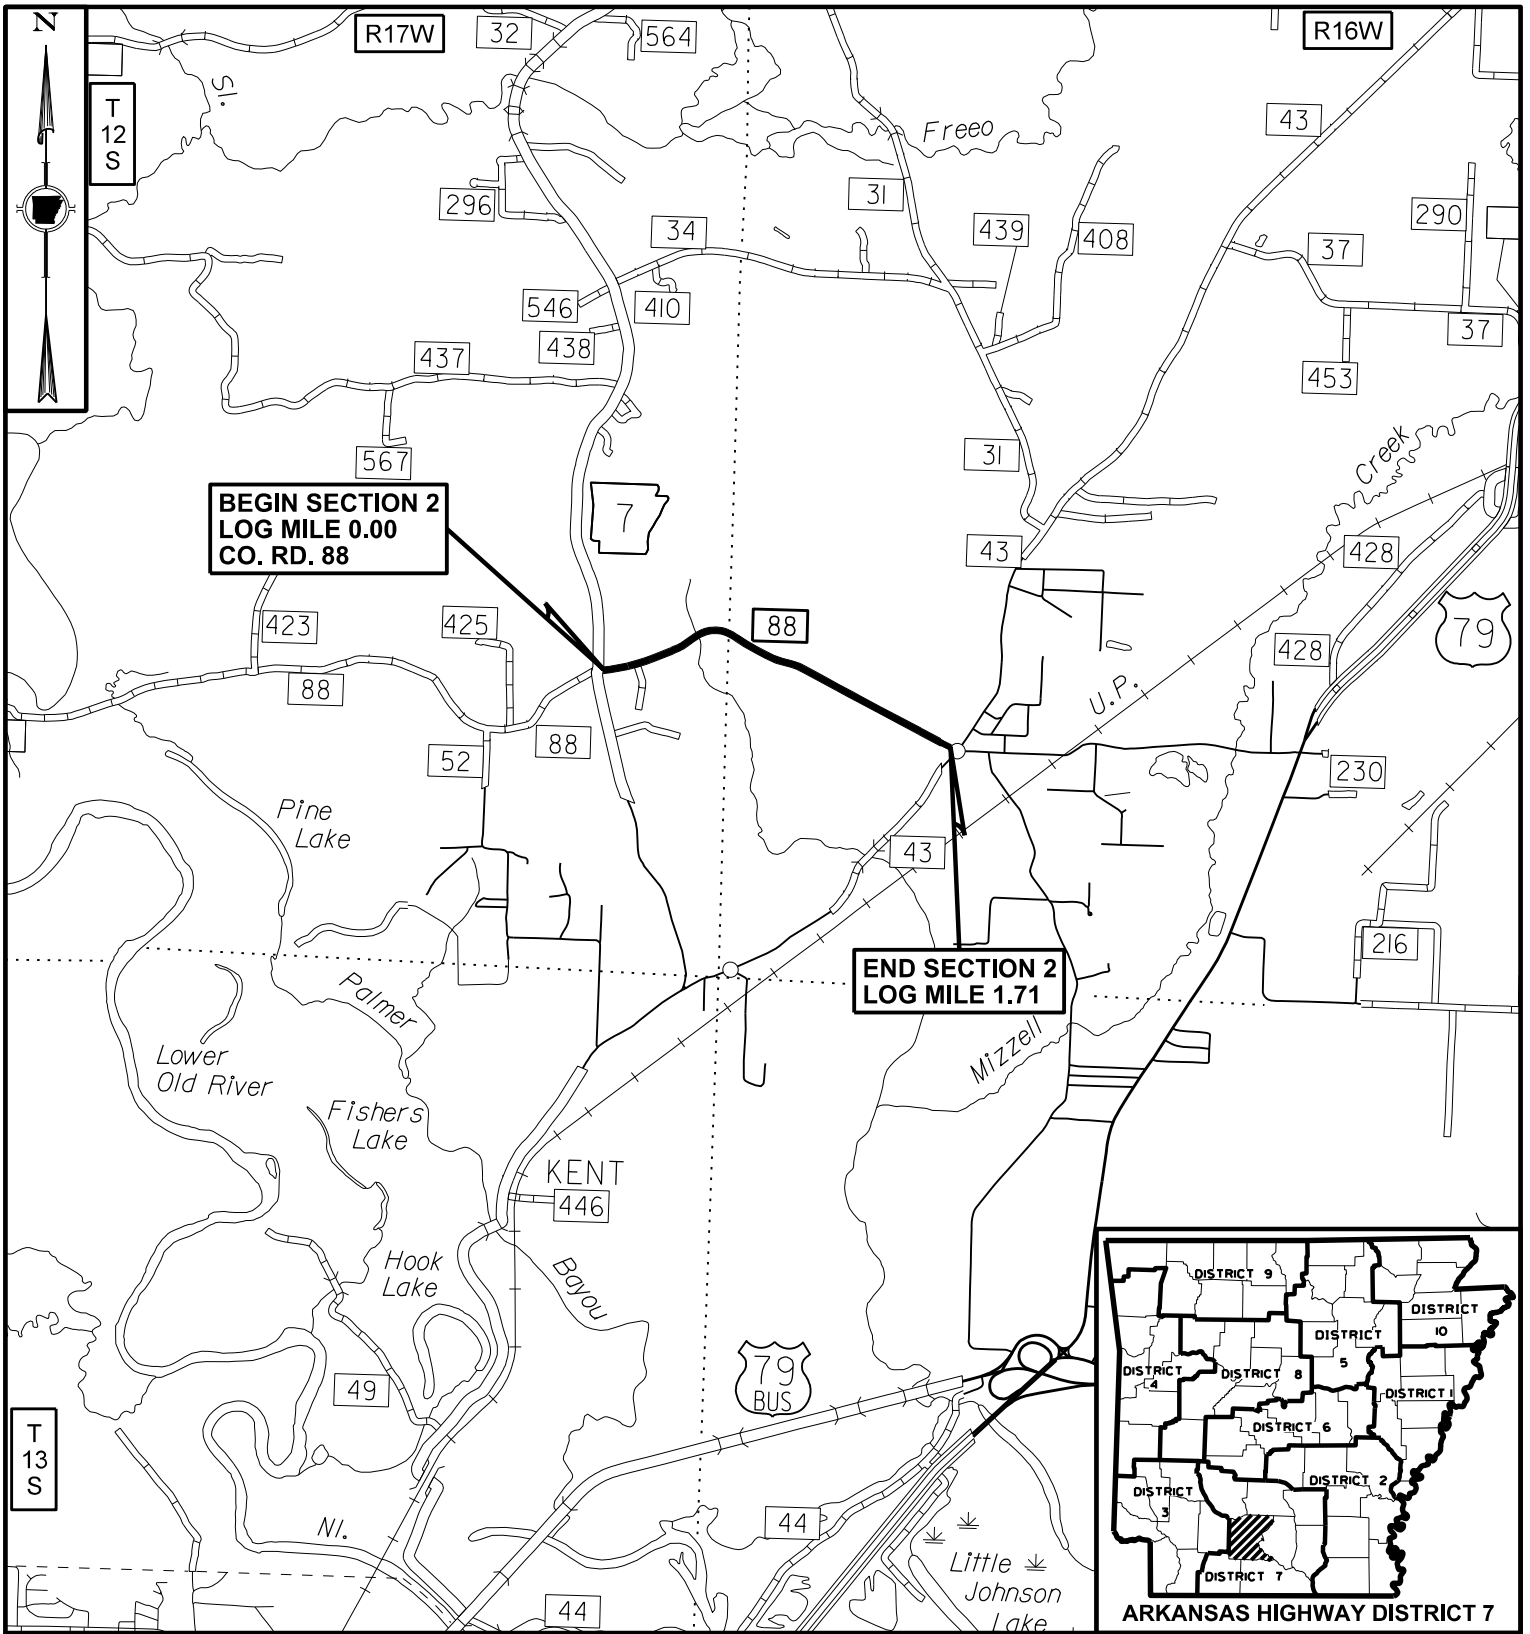 N
R17W
32
564
R16W
Sl.
T
12
S
Freeo
43
296
34
31
439
408
290
37
546
410
438
37
437
453
567
31
Creek
BEGIN SECTION 2
LOG MILE 0.00
CO. RD. 88
7
43
428
423
425
88
79
428
88
U.P.
52
88
230
Pine
Lake
43
216
END SECTION 2
LOG MILE 1.71
Palmer
Mizzell
Lower
Old River
Fishers
Lake
KENT
446
Hook
Lake
Bayou
79
BUS
49
T
13
S
Nl.
44
44
Little
Johnson
Lake
DISTRICT 9
DISTRICT
10
DISTRICT
5
DISTRICT
4
DISTRICT 8
DISTRICT 1
DISTRICT 6
DISTRICT 2
DISTRICT
3
DISTRICT 7
ARKANSAS HIGHWAY DISTRICT 7